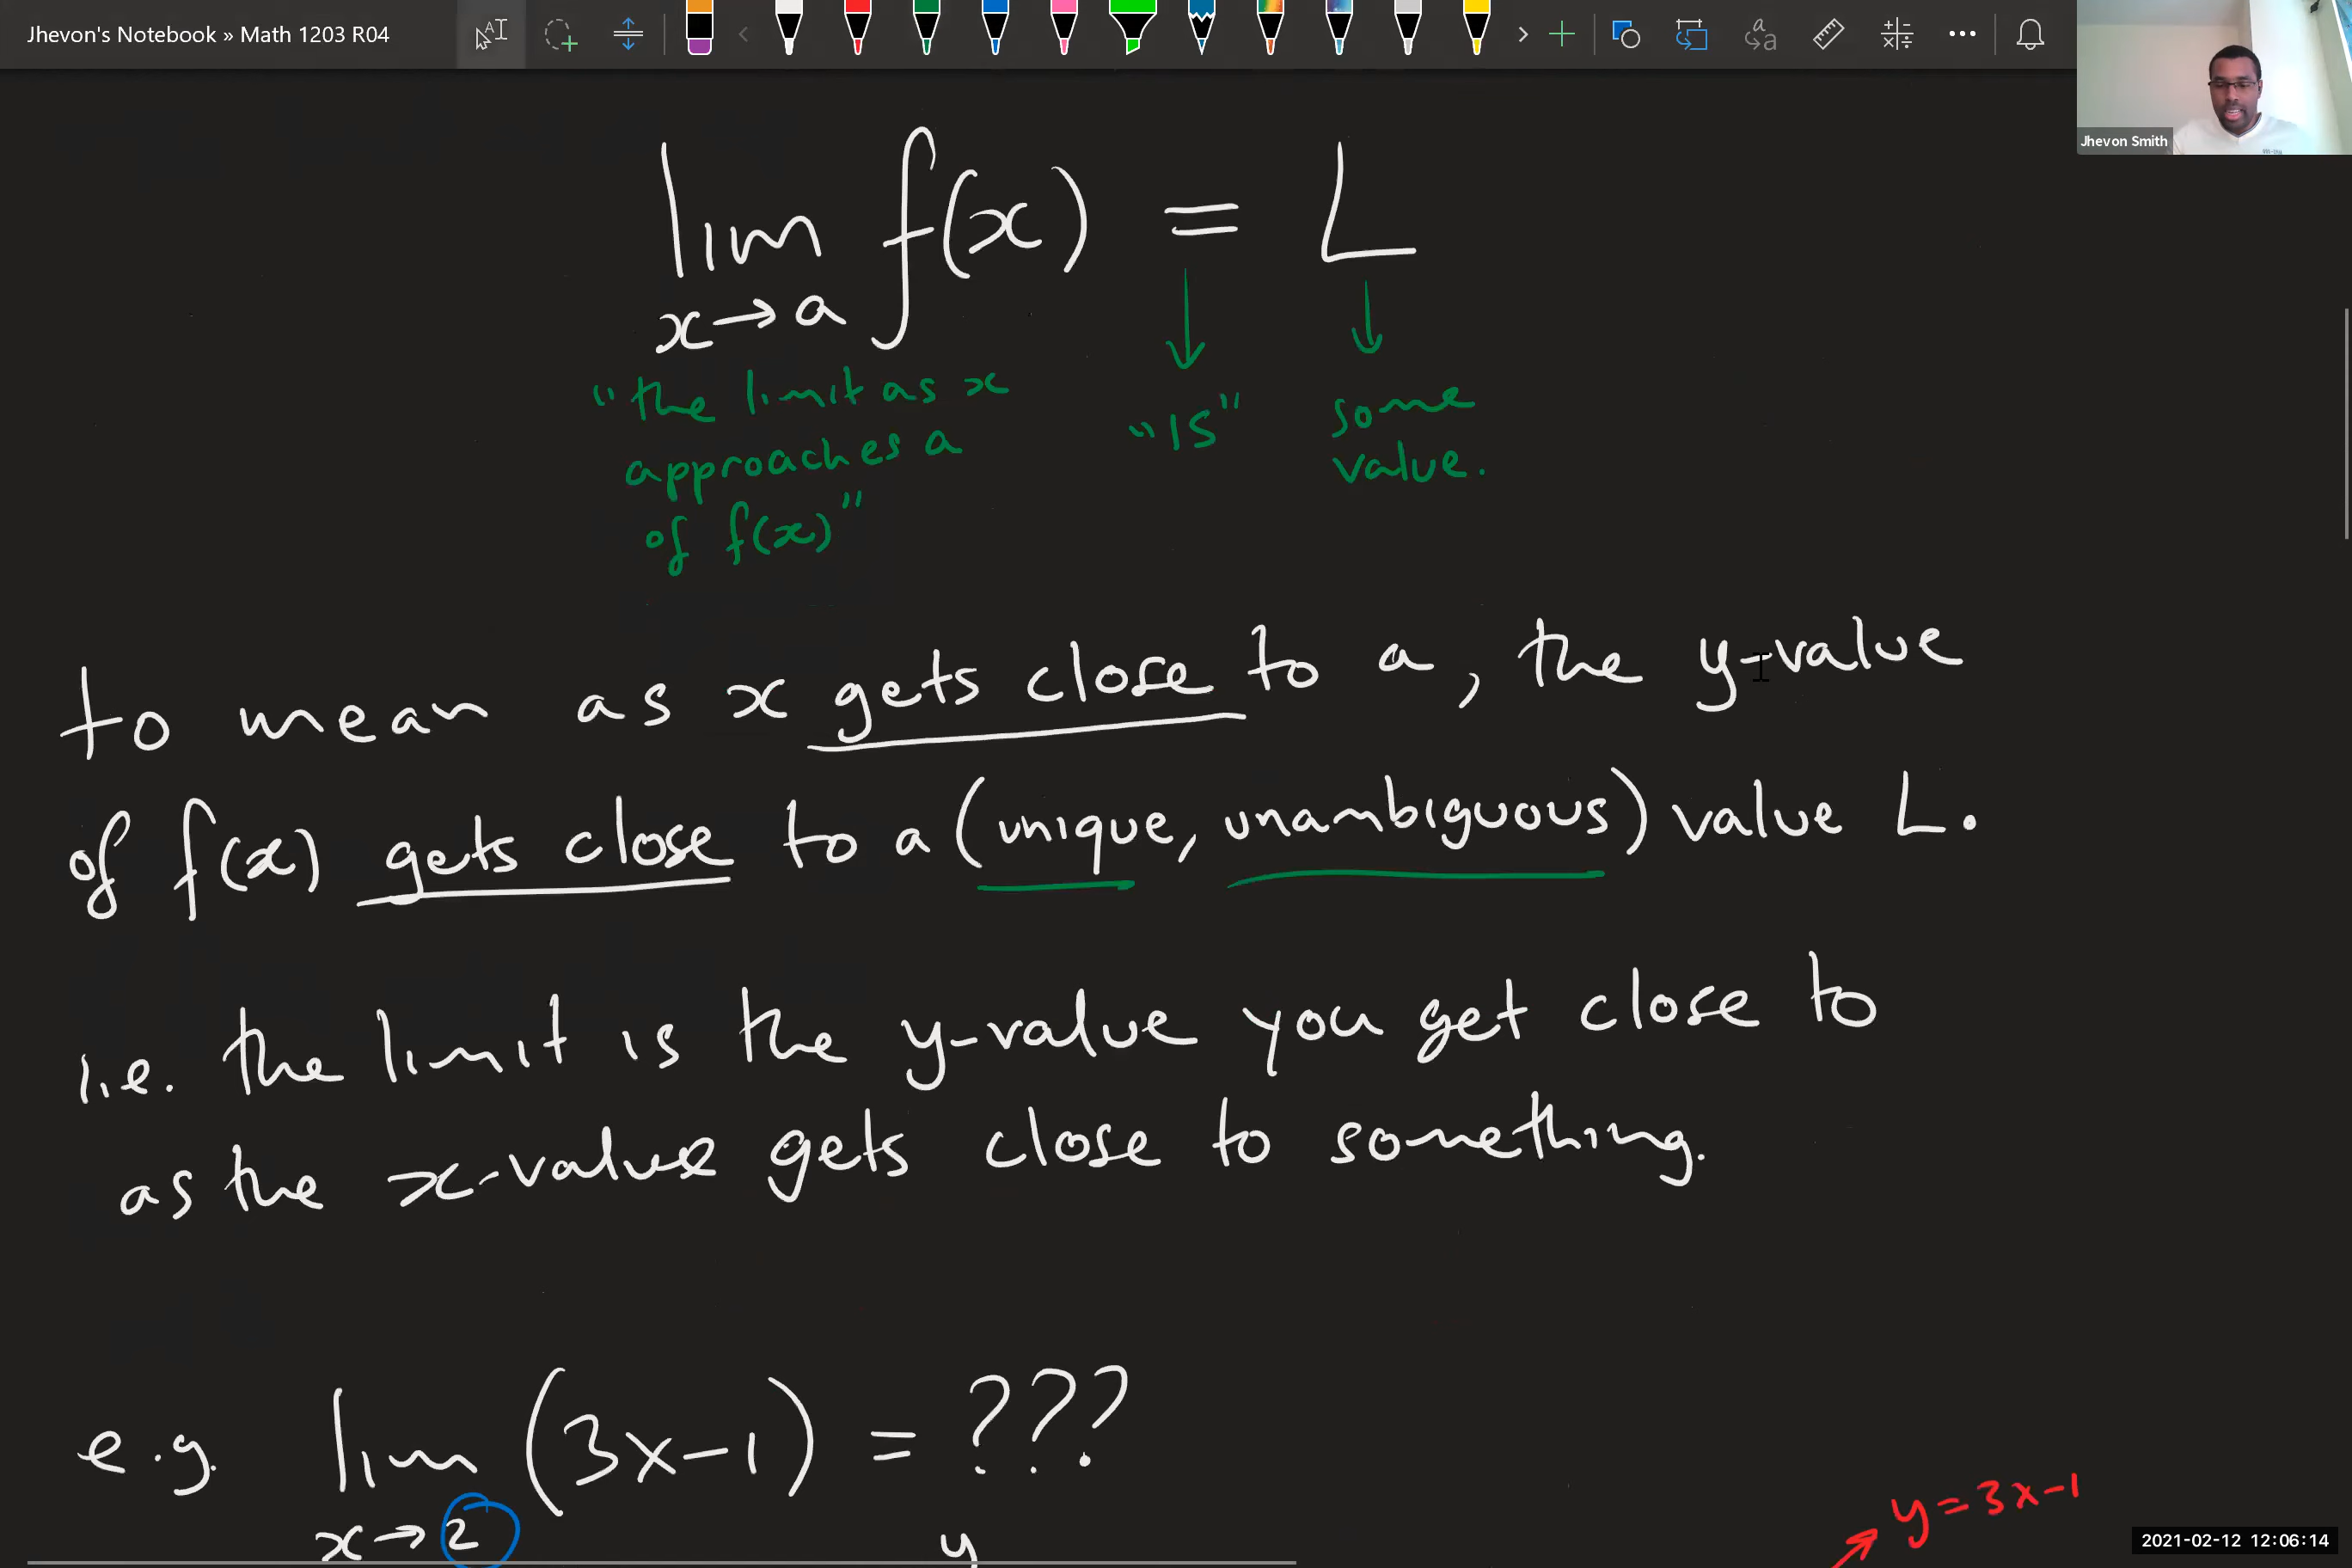 Jhevon's Notebook » Math 1203 R04
Jhevon Smith
lim f(x) = L
x→a
"the limit as x
approaches a
of f(x)"
"is"
some
value.
to mean as x gets close to a, the y-value
of f(x) gets close to a (unique, unambiguous) value L.
i.e. the limit is the y-value you get close to
as the x-value gets close to something.
e.g. lim (3x-1) = ???
x→2
y
y=3x-1
2021-02-12 12:06:14